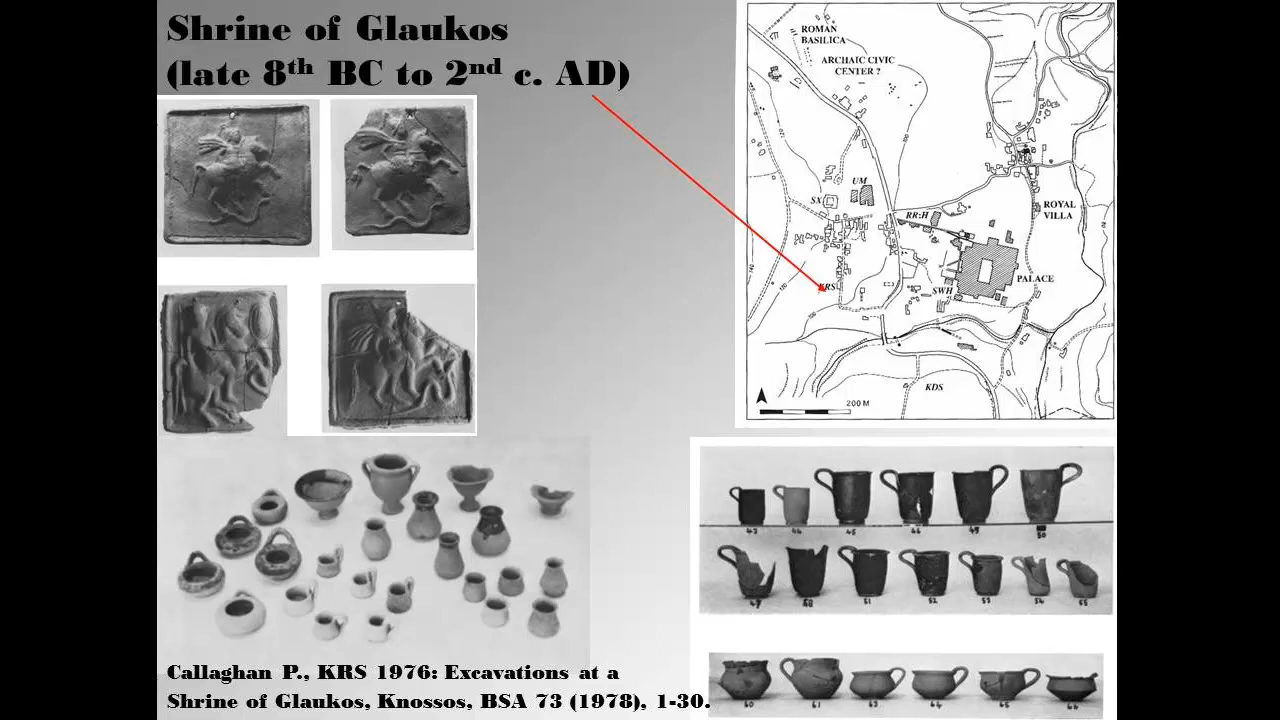 Shrine of Glaukos
(late 8th BC to 2nd c. AD)
ROMAN
BASILICA
ARCHAIC CIVIC
CENTER ?
UM
SX
RR:H
ROYAL
VILLA
KRS
SWH
PALACE
KDS
200 M
43 44 45 46 49 50
51 52 53 54 55
60 61 63 64 65 66
Callaghan P., KRS 1976: Excavations at a
Shrine of Glaukos, Knossos, BSA 73 (1978), 1-30.